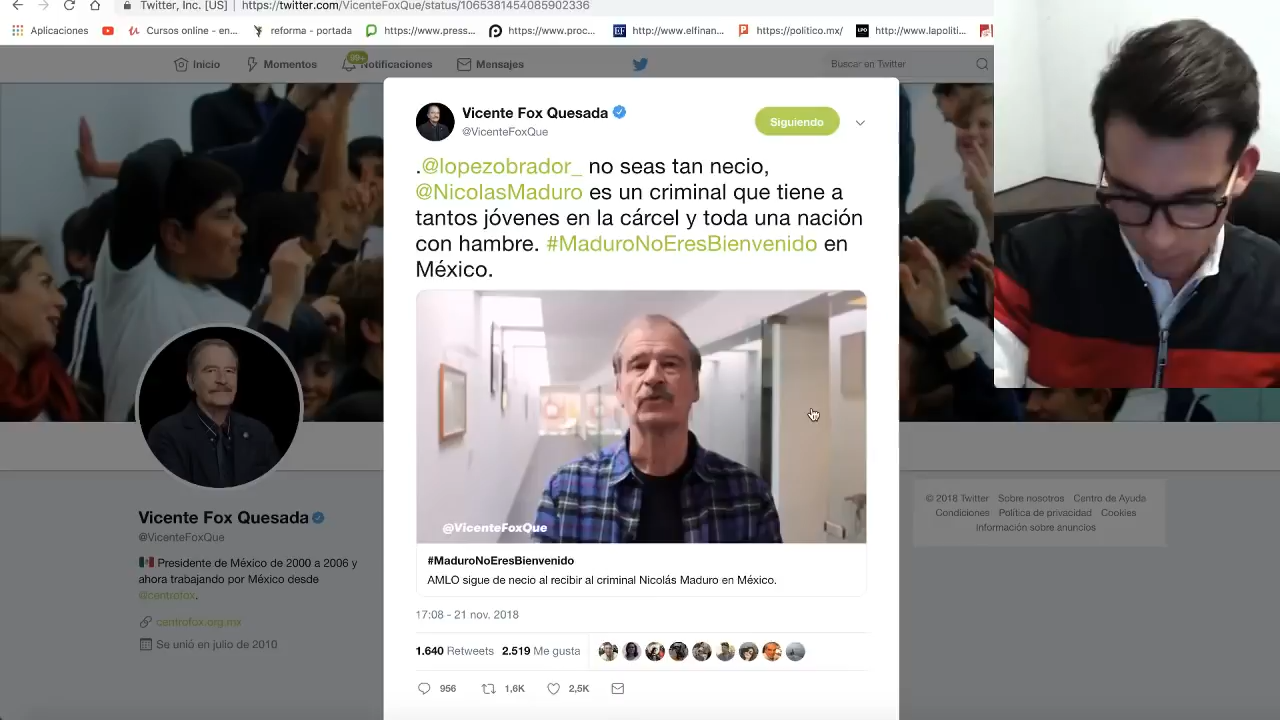 Twitter, Inc. [US] | https://twitter.com/VicenteFoxQue/status/1065381454085902336
Aplicaciones Cursos online - en... reforma - portada https://www.press... https://www.proc... http://www.elfinan... https://politico.mx/ http://www.lapoliti...
Inicio Momentos 99+ Notificaciones Mensajes Buscar en Twitter
Vicente Fox Quesada
@VicenteFoxQue
Siguiendo
.@lopezobrador_ no seas tan necio,
@NicolasMaduro es un criminal que tiene a
tantos jóvenes en la cárcel y toda una nación
con hambre. #MaduroNoEresBienvenido en
México.
@VicenteFoxQue
#MaduroNoEresBienvenido
AMLO sigue de necio al recibir al criminal Nicolás Maduro en México.
17:08 - 21 nov. 2018
1.640 Retweets 2.519 Me gusta
956 1,6K 2,5K
Vicente Fox Quesada
@VicenteFoxQue
Presidente de México de 2000 a 2006 y
ahora trabajando por México desde
@centrofox.
centrofox.org.mx
Se unió en julio de 2010
© 2018 Twitter Sobre nosotros Centro de Ayuda
Condiciones Política de privacidad Cookies
Información sobre anuncios